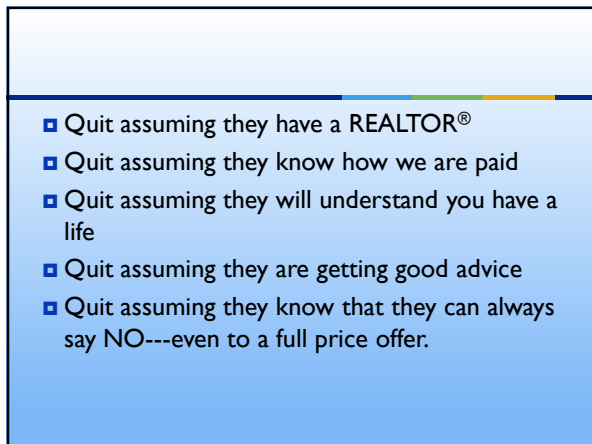 Quit assuming they have a REALTOR®
Quit assuming they know how we are paid
Quit assuming they will understand you have a
life
Quit assuming they are getting good advice
Quit assuming they know that they can always
say NO---even to a full price offer.